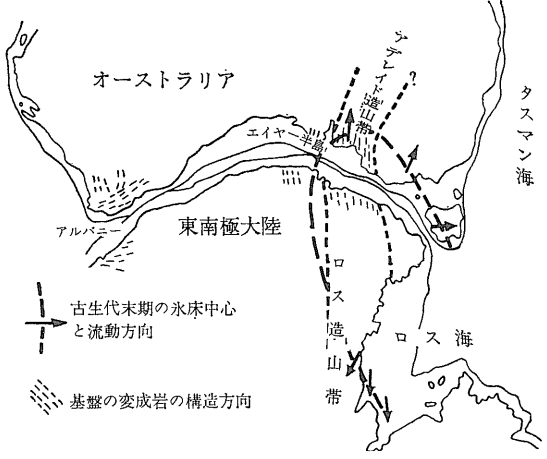 オーストラリア
アデレイド造山帯
?
タスマン海
エイヤー半島
アルバニー
東南極大陸
ロス造山帯
ロス海
古生代末期の氷床中心
と流動方向
基盤の変成岩の構造方向